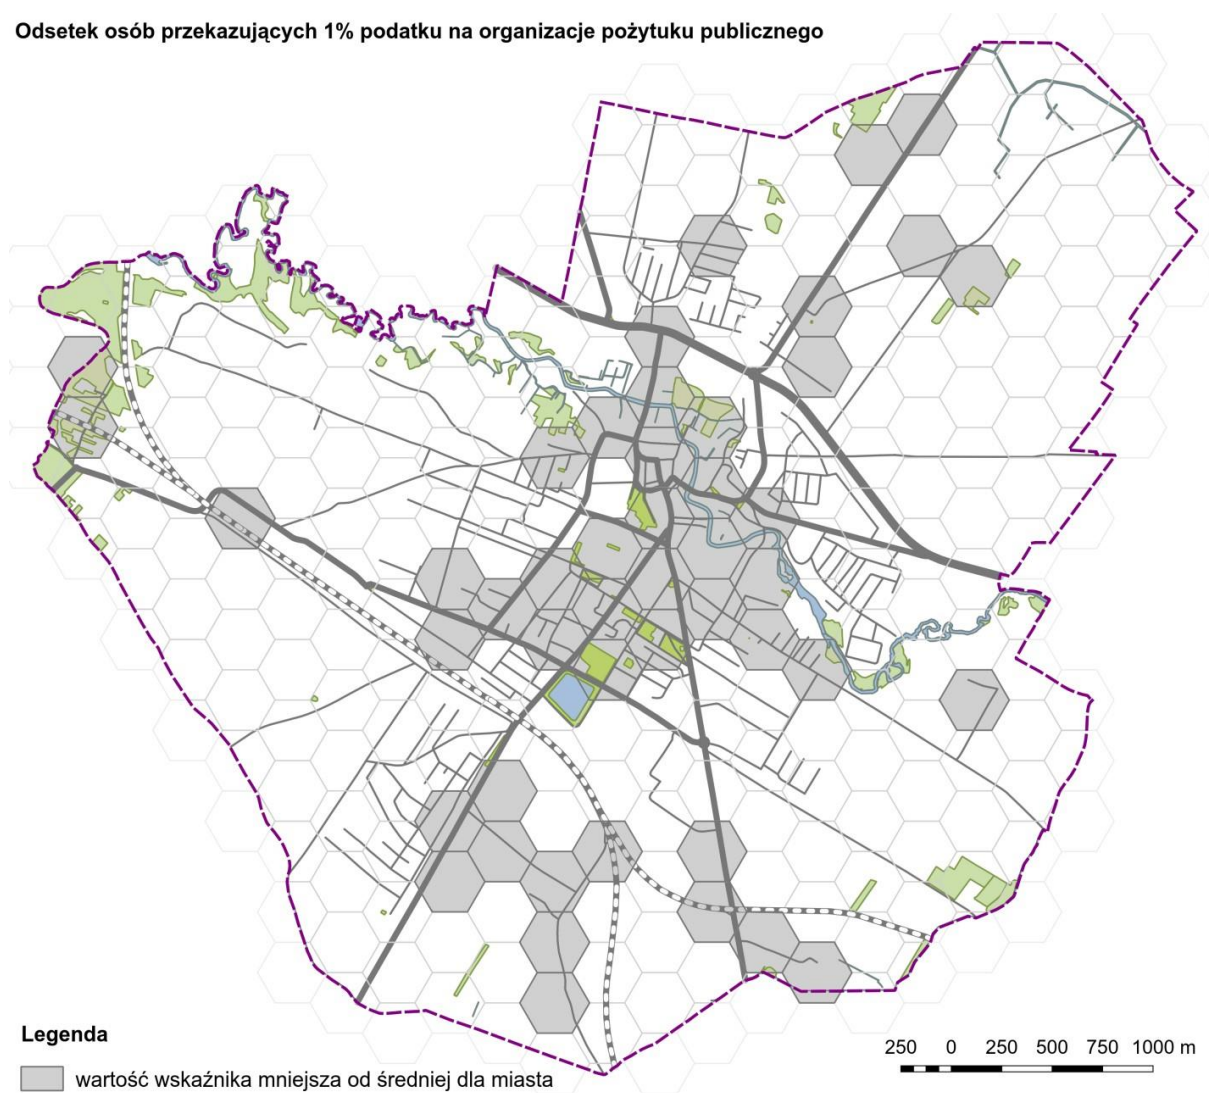 Odsetek osób przekazujących 1% podatku na organizacje pożytuku publicznego
Legenda
wartość wskaźnika mniejsza od średniej dla miasta
250 0 250 500 750 1000 m